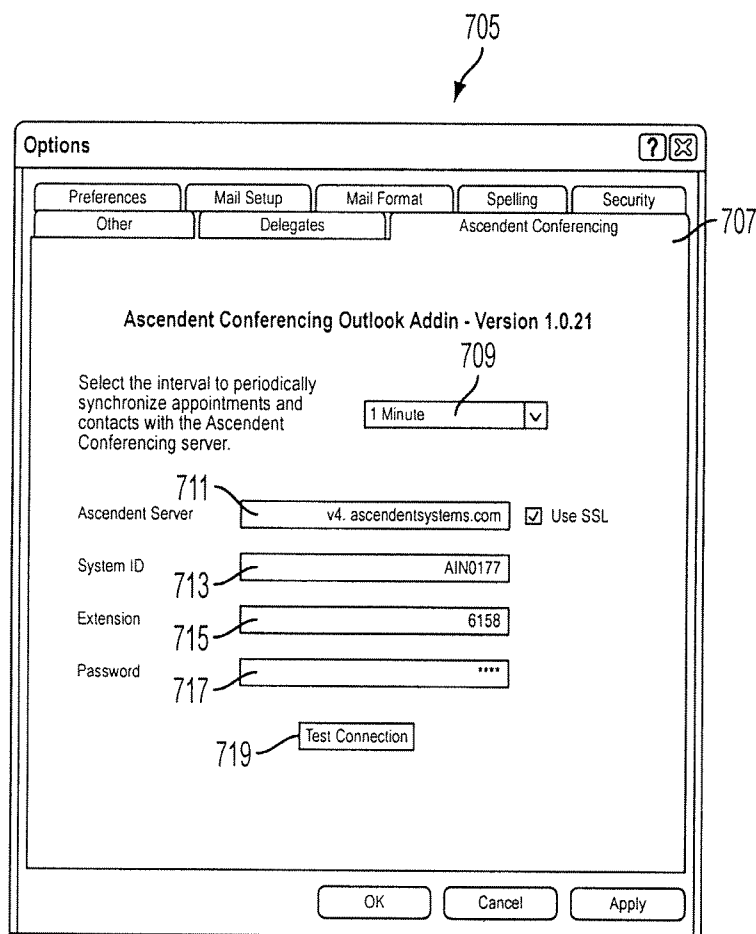 705
Options
?
Preferences Mail Setup Mail Format Spelling Security
Other Delegates Ascendent Conferencing
707
Ascendent Conferencing Outlook Addin - Version 1.0.21
709
Select the interval to periodically
synchronize appointments and
contacts with the Ascendent
Conferencing server.
1 Minute
711
Ascendent Server v4. ascendentsystems.com Use SSL
System ID AIN0177
713
Extension 6158
715
Password ****
717
Test Connection
719
OK Cancel Apply